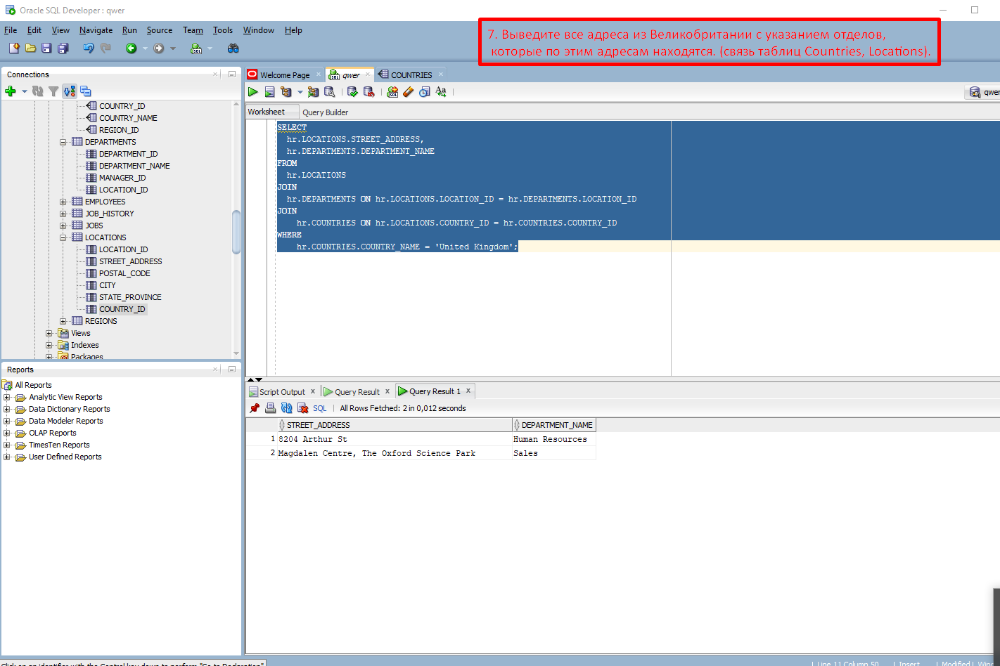 Oracle SQL Developer : qwer
File Edit View Navigate Run Source Team Tools Window Help
7. Выведите все адреса из Великобритании с указанием отделов,
которые по этим адресам находятся. (связь таблиц Countries, Locations).
Connections
COUNTRY_ID
COUNTRY_NAME
REGION_ID
DEPARTMENTS
DEPARTMENT_ID
DEPARTMENT_NAME
MANAGER_ID
LOCATION_ID
EMPLOYEES
JOB_HISTORY
JOBS
LOCATIONS
LOCATION_ID
STREET_ADDRESS
POSTAL_CODE
CITY
STATE_PROVINCE
COUNTRY_ID
REGIONS
Views
Indexes
Packages
Reports
All Reports
Analytic View Reports
Data Dictionary Reports
Data Modeler Reports
OLAP Reports
TimesTen Reports
User Defined Reports
Welcome Page qwer COUNTRIES
qwer
Worksheet Query Builder
SELECT
hr.LOCATIONS.STREET_ADDRESS,
hr.DEPARTMENTS.DEPARTMENT_NAME
FROM
hr.LOCATIONS
JOIN
hr.DEPARTMENTS ON hr.LOCATIONS.LOCATION_ID = hr.DEPARTMENTS.LOCATION_ID
JOIN
hr.COUNTRIES ON hr.LOCATIONS.COUNTRY_ID = hr.COUNTRIES.COUNTRY_ID
WHERE
hr.COUNTRIES.COUNTRY_NAME = 'United Kingdom';
Script Output Query Result Query Result 1
SQL All Rows Fetched: 2 in 0,012 seconds
STREET_ADDRESS DEPARTMENT_NAME
1 8204 Arthur St Human Resources
2 Magdalen Centre, The Oxford Science Park Sales
Click on an identifier with the Control key down to perform "Go to Declaration"
Line 11 Column 50 Insert Modified